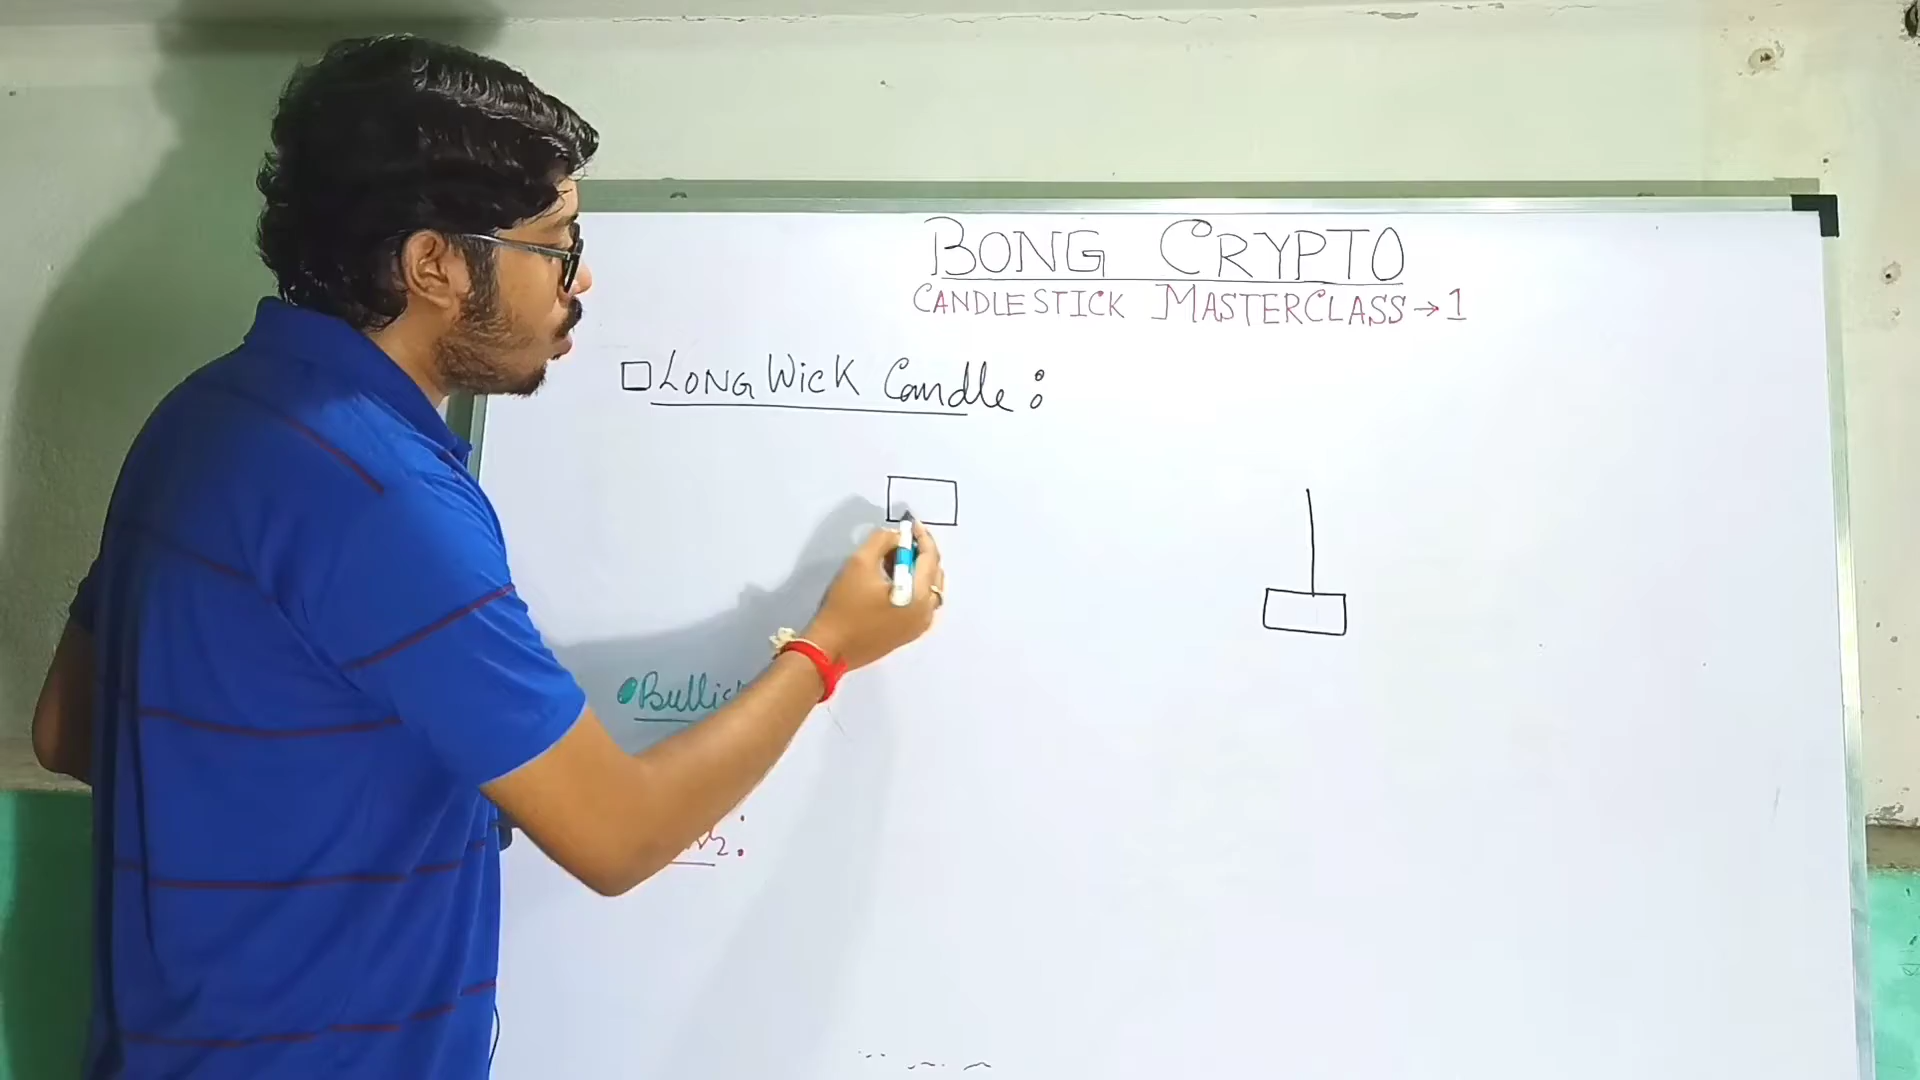 BONG CRYPTO
CANDLESTICK MASTERCLASS → 1
□ LONG WICK Candle: